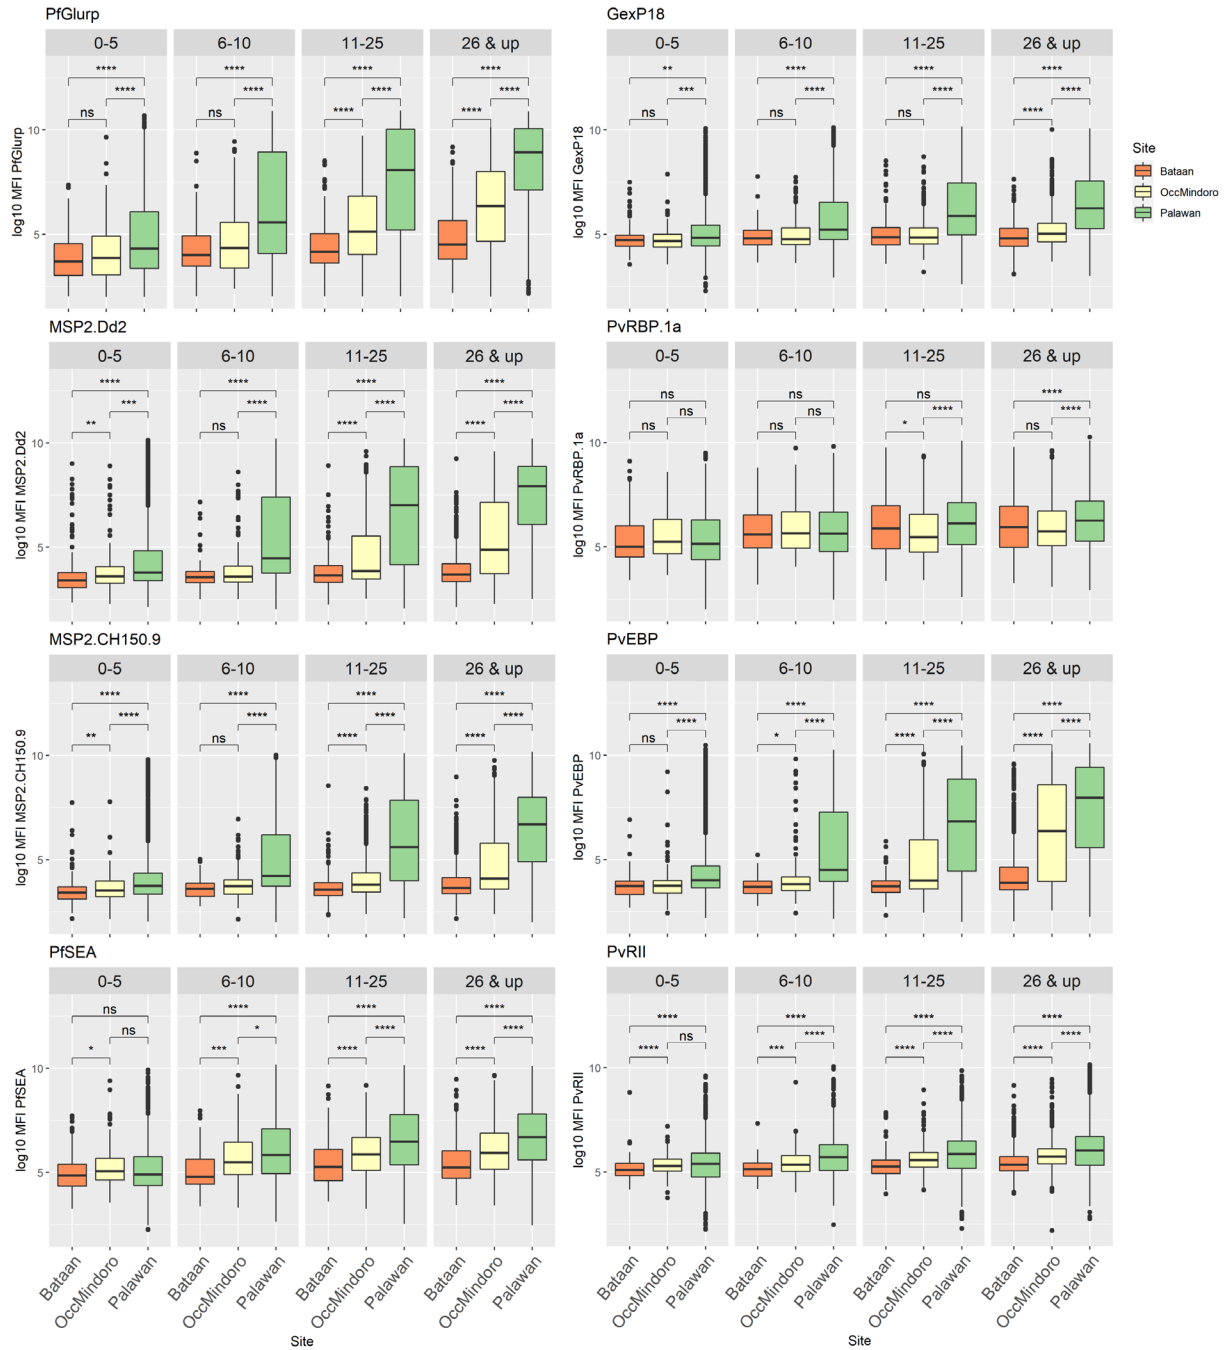 PfGlurp
0-5 6-10 11-25 26 & up
**** **** **** ****
**** **** **** ****
ns ns **** ****
log10 MFI PfGlurp
10
5
GexP18
0-5 6-10 11-25 26 & up
** **** **** ****
*** **** **** ****
ns ns ns ****
log10 MFI GexP18
10
5
Site
Bataan
OccMindoro
Palawan
MSP2.Dd2
0-5 6-10 11-25 26 & up
**** **** **** ****
*** **** **** ****
** ns **** ****
log10 MFI MSP2.Dd2
10
5
PvRBP.1a
0-5 6-10 11-25 26 & up
ns ns ns ****
ns ns **** ****
ns ns * ns
log10 MFI PvRBP.1a
10
5
MSP2.CH150.9
0-5 6-10 11-25 26 & up
**** **** **** ****
**** **** **** ****
** ns **** ****
log10 MFI MSP2.CH150.9
10
5
PvEBP
0-5 6-10 11-25 26 & up
**** **** **** ****
**** **** **** ****
ns * **** ****
log10 MFI PvEBP
10
5
PfSEA
0-5 6-10 11-25 26 & up
ns **** **** ****
ns * **** ****
* *** **** ****
log10 MFI PfSEA
10
5
Bataan OccMindoro Palawan Bataan OccMindoro Palawan Bataan OccMindoro Palawan Bataan OccMindoro Palawan
Site
PvRII
0-5 6-10 11-25 26 & up
**** **** **** ****
ns **** **** ****
**** *** **** ****
log10 MFI PvRII
10
5
Bataan OccMindoro Palawan Bataan OccMindoro Palawan Bataan OccMindoro Palawan Bataan OccMindoro Palawan
Site